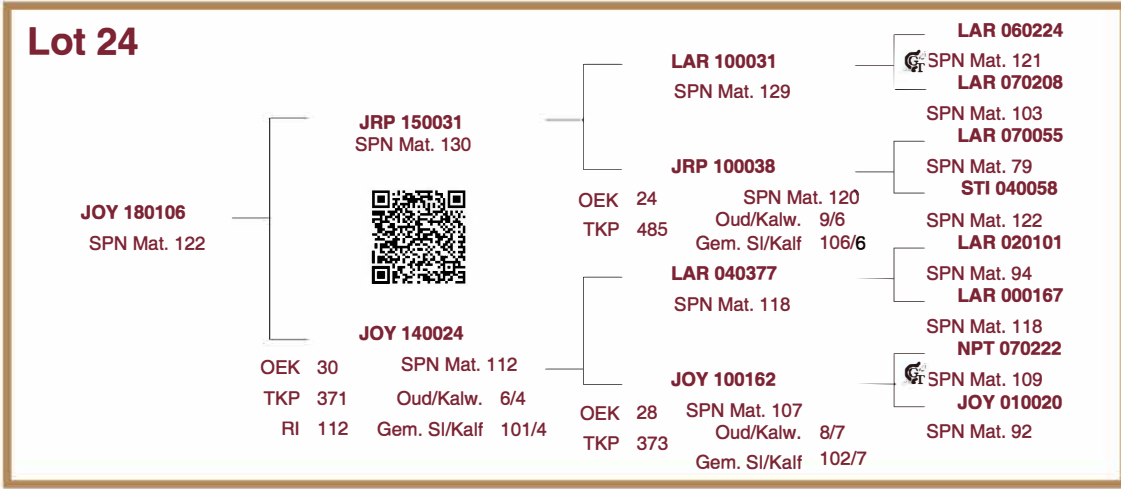 Lot 24
JOY 180106
SPN Mat. 122
JRP 150031
SPN Mat. 130
JOY 140024
OEK 30 SPN Mat. 112
TKP 371 Oud/Kalw. 6/4
RI 112 Gem. Sl/Kalf 101/4
LAR 100031
SPN Mat. 129
JRP 100038
OEK 24 SPN Mat. 120
TKP 485 Oud/Kalw. 9/6
Gem. Sl/Kalf 106/6
LAR 040377
SPN Mat. 118
JOY 100162
OEK 28 SPN Mat. 107
TKP 373 Oud/Kalw. 8/7
Gem. Sl/Kalf 102/7
LAR 060224
SPN Mat. 121
LAR 070208
SPN Mat. 103
LAR 070055
SPN Mat. 79
STI 040058
SPN Mat. 122
LAR 020101
SPN Mat. 94
LAR 000167
SPN Mat. 118
NPT 070222
SPN Mat. 109
JOY 010020
SPN Mat. 92